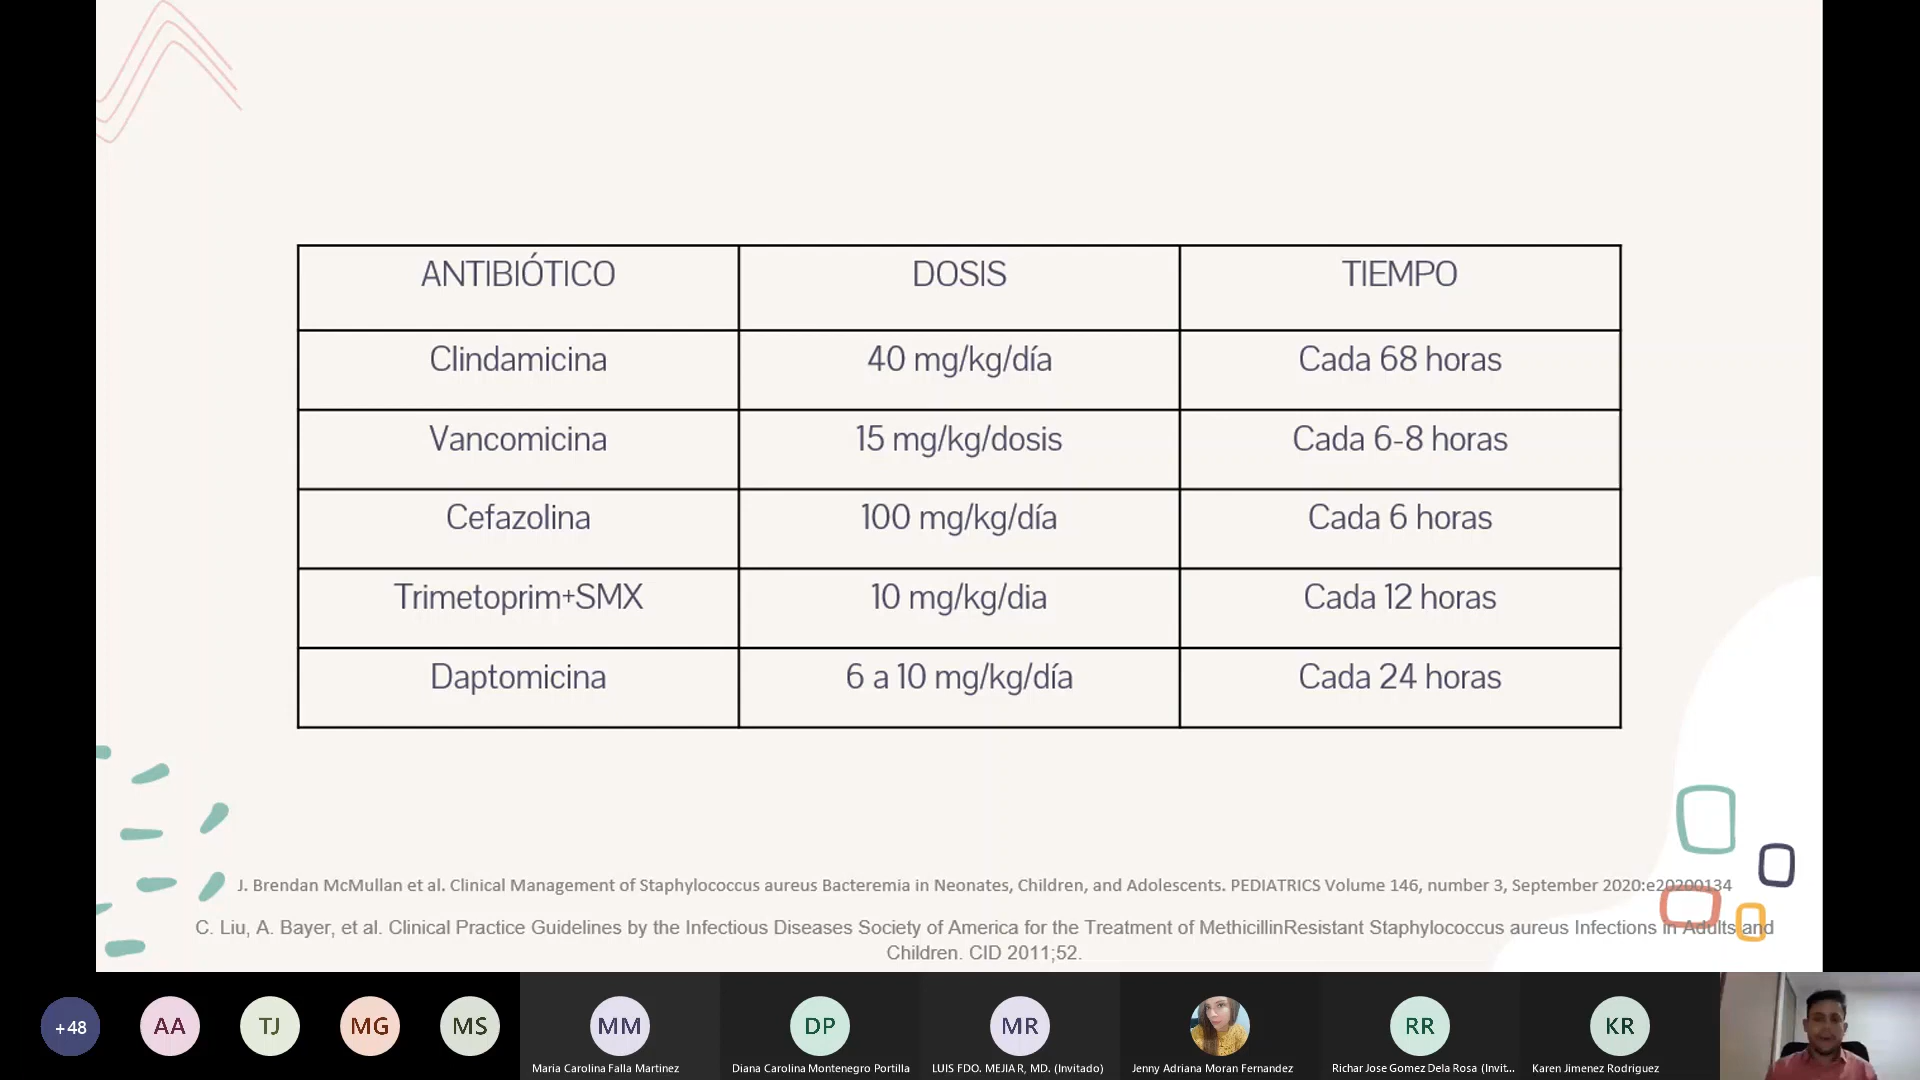 ANTIBIÓTICO DOSIS TIEMPO
Clindamicina 40 mg/kg/día Cada 68 horas
Vancomicina 15 mg/kg/dosis Cada 6-8 horas
Cefazolina 100 mg/kg/día Cada 6 horas
Trimetoprim+SMX 10 mg/kg/dia Cada 12 horas
Daptomicina 6 a 10 mg/kg/día Cada 24 horas
J. Brendan McMullan et al. Clinical Management of Staphylococcus aureus Bacteremia in Neonates, Children, and Adolescents. PEDIATRICS Volume 146, number 3, September 2020:e20200134
C. Liu, A. Bayer, et al. Clinical Practice Guidelines by the Infectious Diseases Society of America for the Treatment of MethicillinResistant Staphylococcus aureus Infections in Adults and
Children. CID 2011;52.
+48 AA TJ MG MS MM DP MR RR KR
Maria Carolina Falla Martinez Diana Carolina Montenegro Portilla LUIS FDO. MEJIA R, MD. (Invitado) Jenny Adriana Moran Fernandez Richar Jose Gomez Dela Rosa (Invit... Karen Jimenez Rodriguez